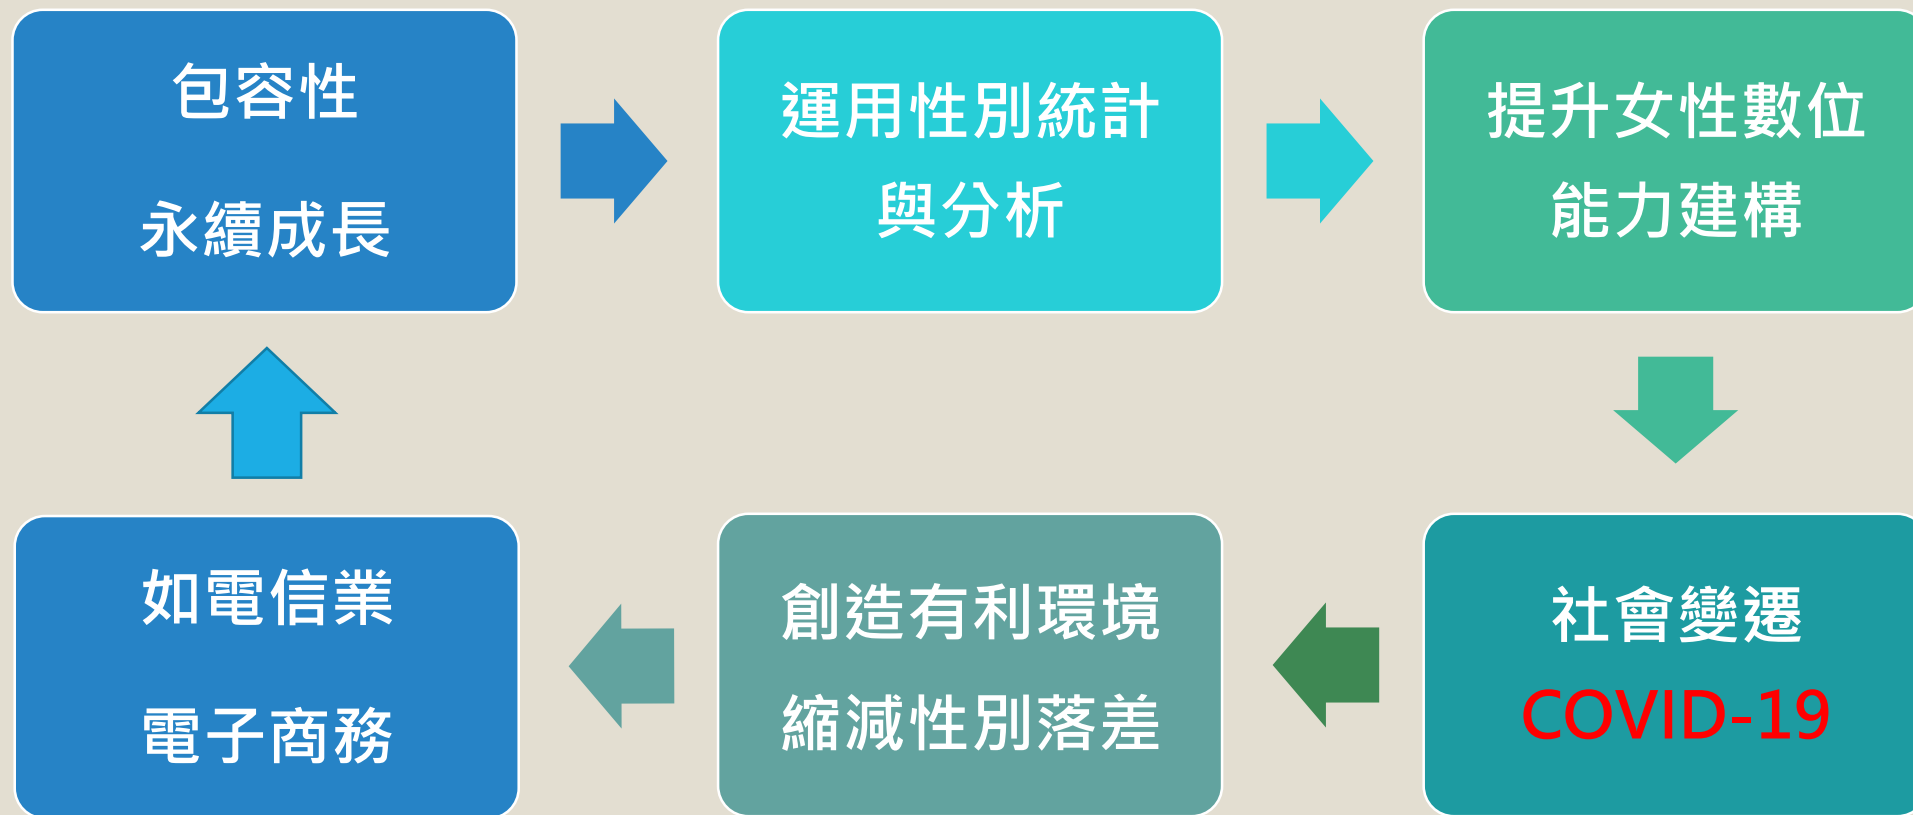 包容性
永續成長
運用性別統計
與分析
提升女性數位
能力建構
社會變遷
COVID-19
創造有利環境
縮減性別落差
如電信業
電子商務